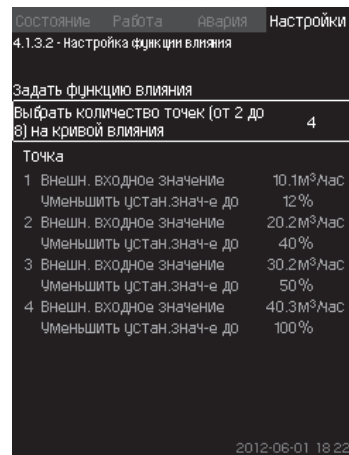 Состояние Работа Авария Настройки
4.1.3.2 - Настройка функции влияния
Задать функцию влияния
Выбрать количество точек (от 2 до 4
8) на кривой влияния
Точка
1 Внешн. входное значение 10.1м³/час
Уменьшить устан.знач-е до 12%
2 Внешн. входное значение 20.2м³/час
Уменьшить устан.знач-е до 40%
3 Внешн. входное значение 30.2м³/час
Уменьшить устан.знач-е до 50%
4 Внешн. входное значение 40.3м³/час
Уменьшить устан.знач-е до 100%
2012-06-01 18:22